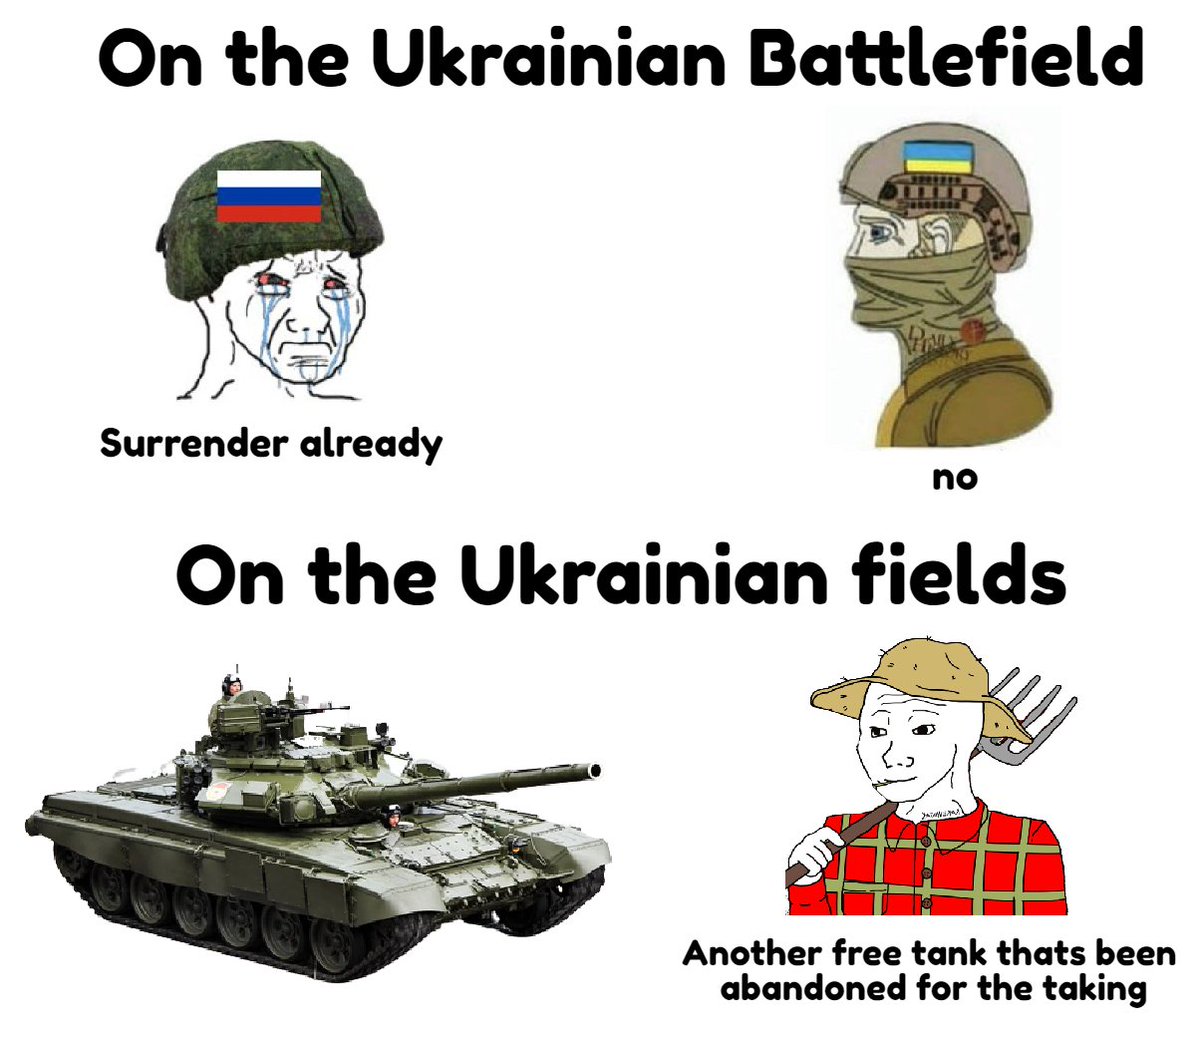 On the Ukrainian Battlefield
Surrender already
no
On the Ukrainian fields
Another free tank thats been
abandoned for the taking